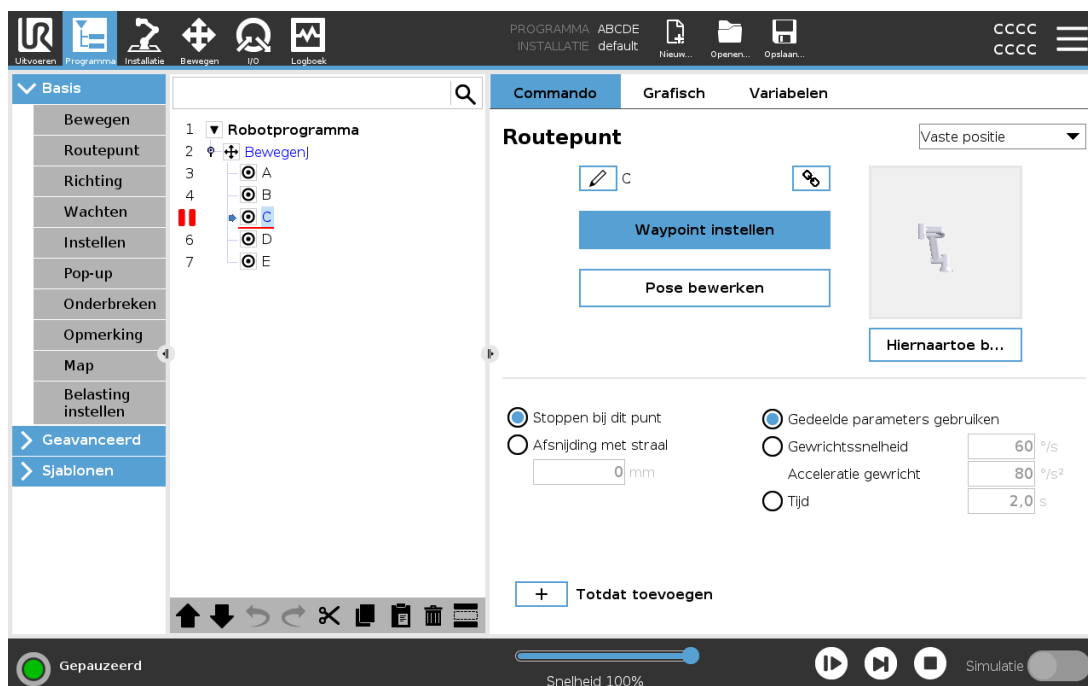 UR
Uitvoeren Programma Installatie Bewegen I/O Logboek
PROGRAMMA ABCDE
INSTALLATIE default
Nieuw... Openen... Opslaan...
CCCC
CCCC
Basis
Bewegen
Routepunt
Richting
Wachten
Instellen
Pop-up
Onderbreken
Opmerking
Map
Belasting
instellen
Geavanceerd
Sjablonen
1 Robotprogramma
2 BewegenJ
3 A
4 B
C
6 D
7 E
Commando Grafisch Variabelen
Routepunt
Vaste positie
C
Waypoint instellen
Pose bewerken
Hiernaartoe b...
Stoppen bij dit punt
Afsnijding met straal
0 mm
Gedeelde parameters gebruiken
Gewrichtssnelheid 60 °/s
Acceleratie gewricht 80 °/s²
Tijd 2,0 s
+ Totdat toevoegen
Gepauzeerd
Snelheid 100%
Simulatie